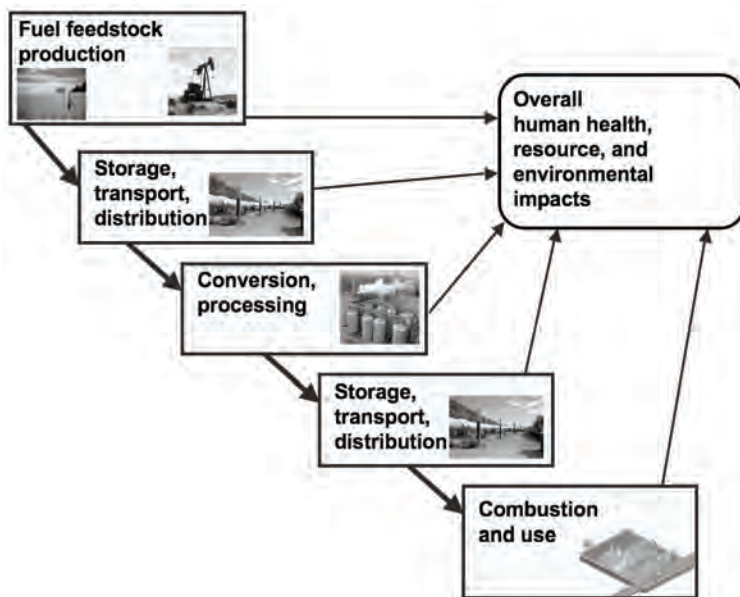 Fuel feedstock
production
Overall
human health,
resource, and
environmental
impacts
Storage,
transport,
distribution
Conversion,
processing
Storage,
transport,
distribution
Combustion
and use